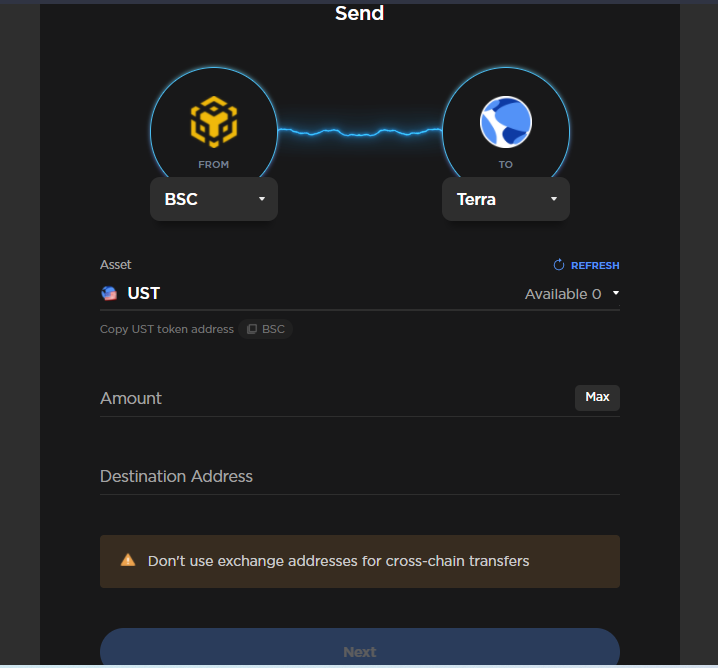 Send
FROM
TO
BSC
Terra
Asset
REFRESH
UST
Available 0
Copy UST token address BSC
Amount
Max
Destination Address
Don't use exchange addresses for cross-chain transfers
Next